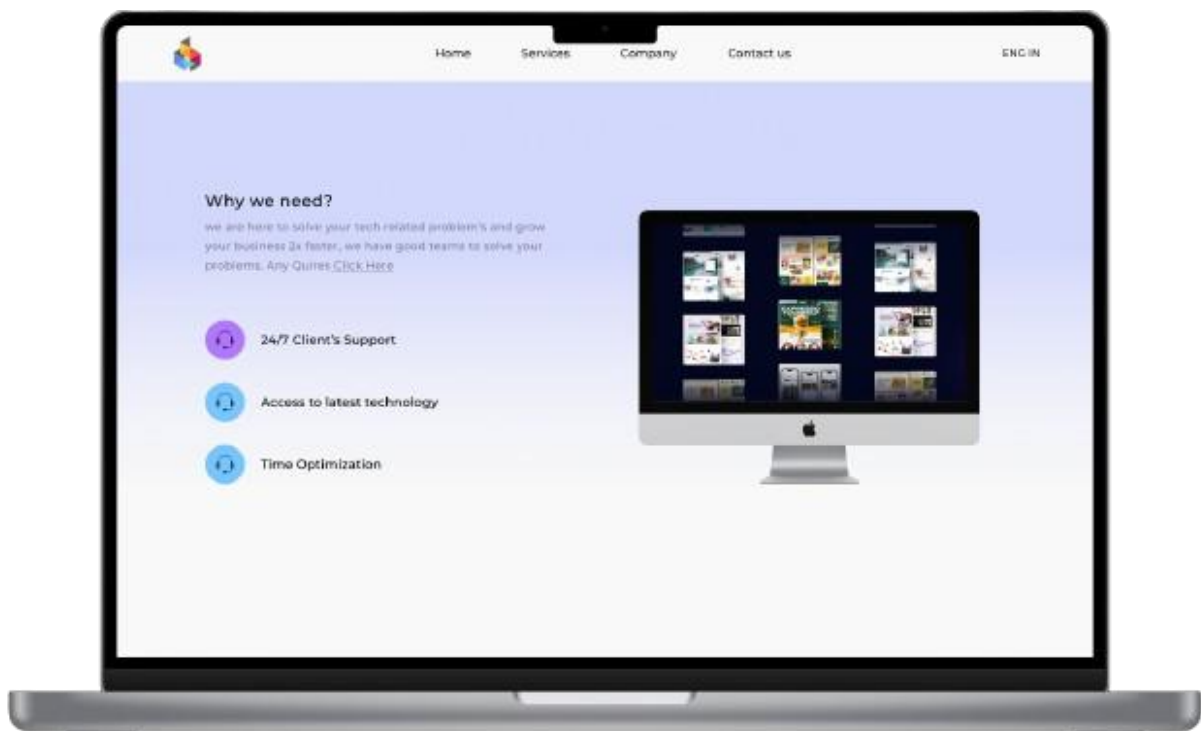 Home Services Company Contact us ENG IN
Why we need?
we are here to solve your tech related problem's and grow
your business 2x faster, we have good teams to solve your
problems. Any Quires Click Here
24/7 Client's Support
Access to latest technology
Time Optimization